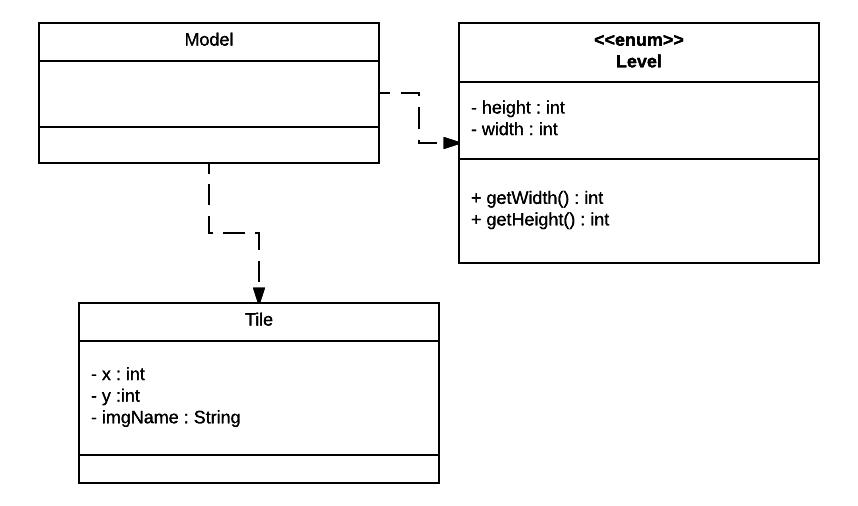 Model
<<enum>>
Level
- height : int
- width : int
+ getWidth() : int
+ getHeight() : int
Tile
- x : int
- y :int
- imgName : String